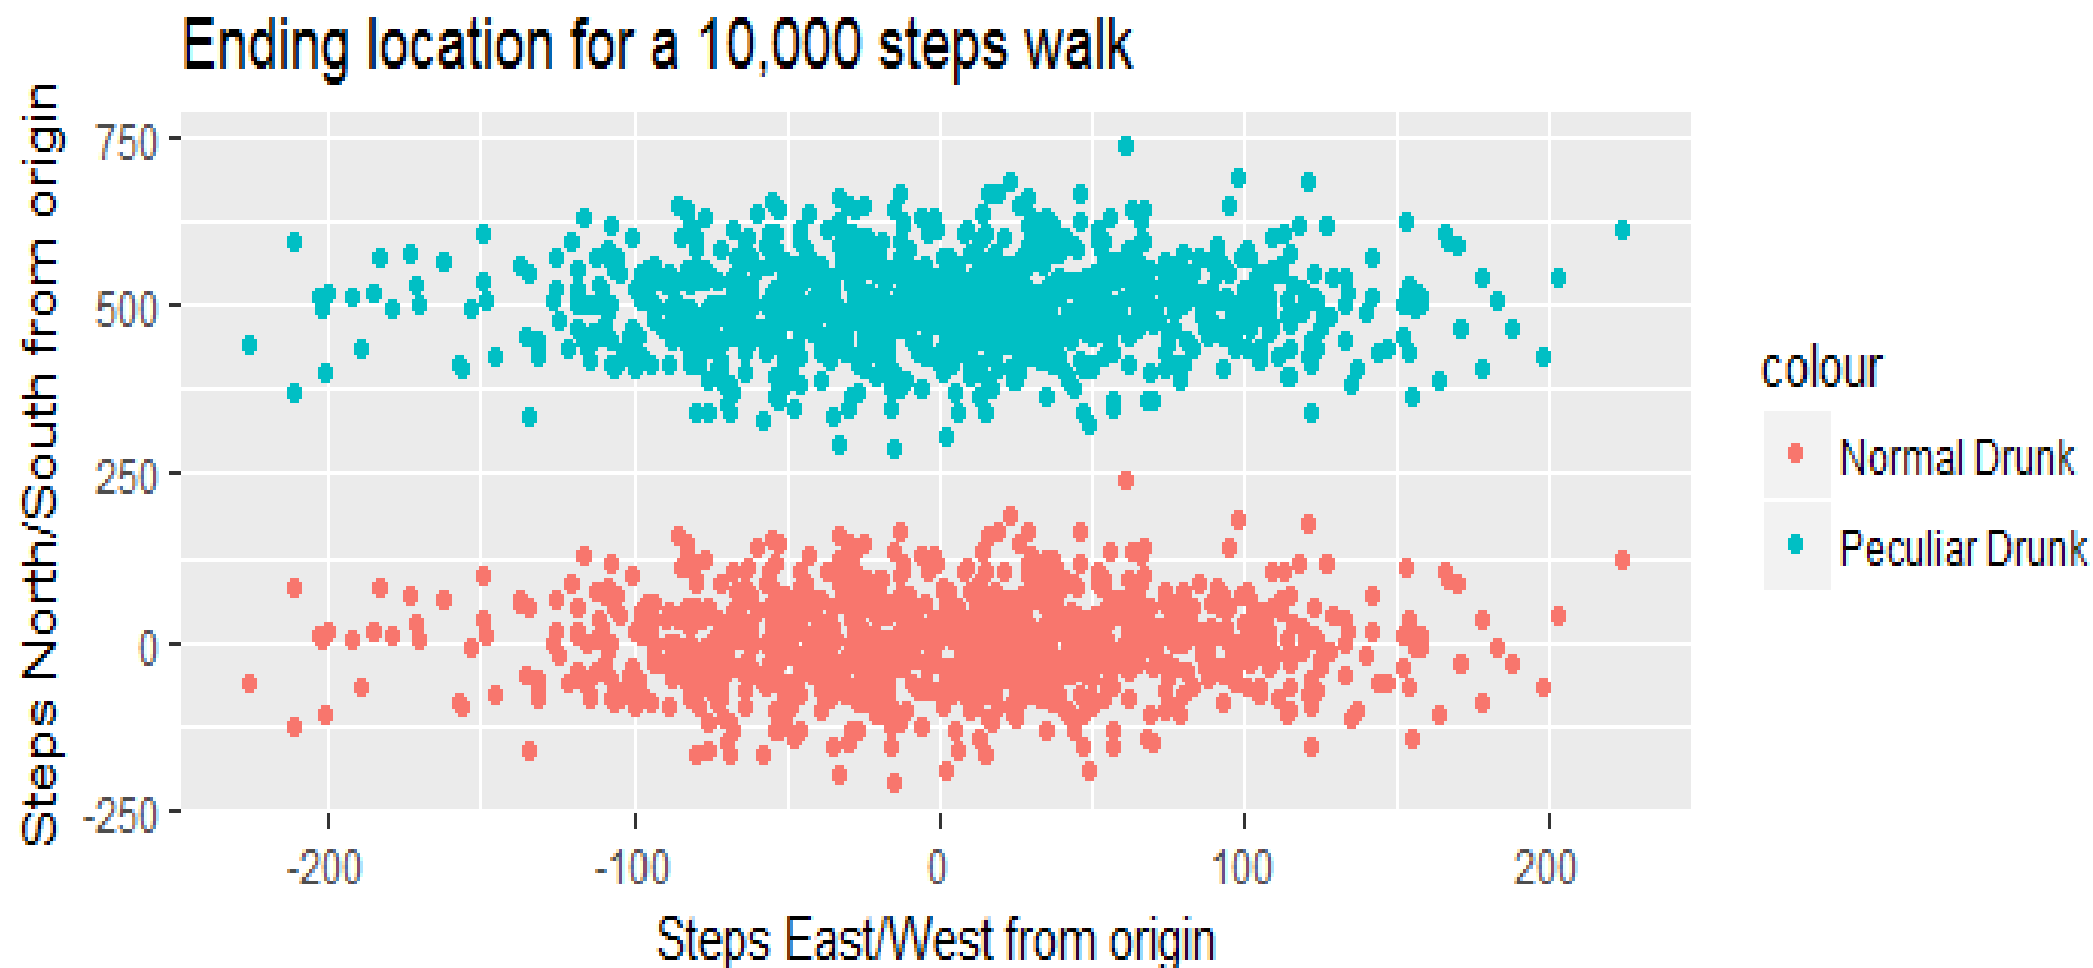 Ending location for a 10,000 steps walk
Steps North/South from origin
750
500
250
0
-250
-200
-100
0
100
200
Steps East/West from origin
colour
Normal Drunk
Peculiar Drunk